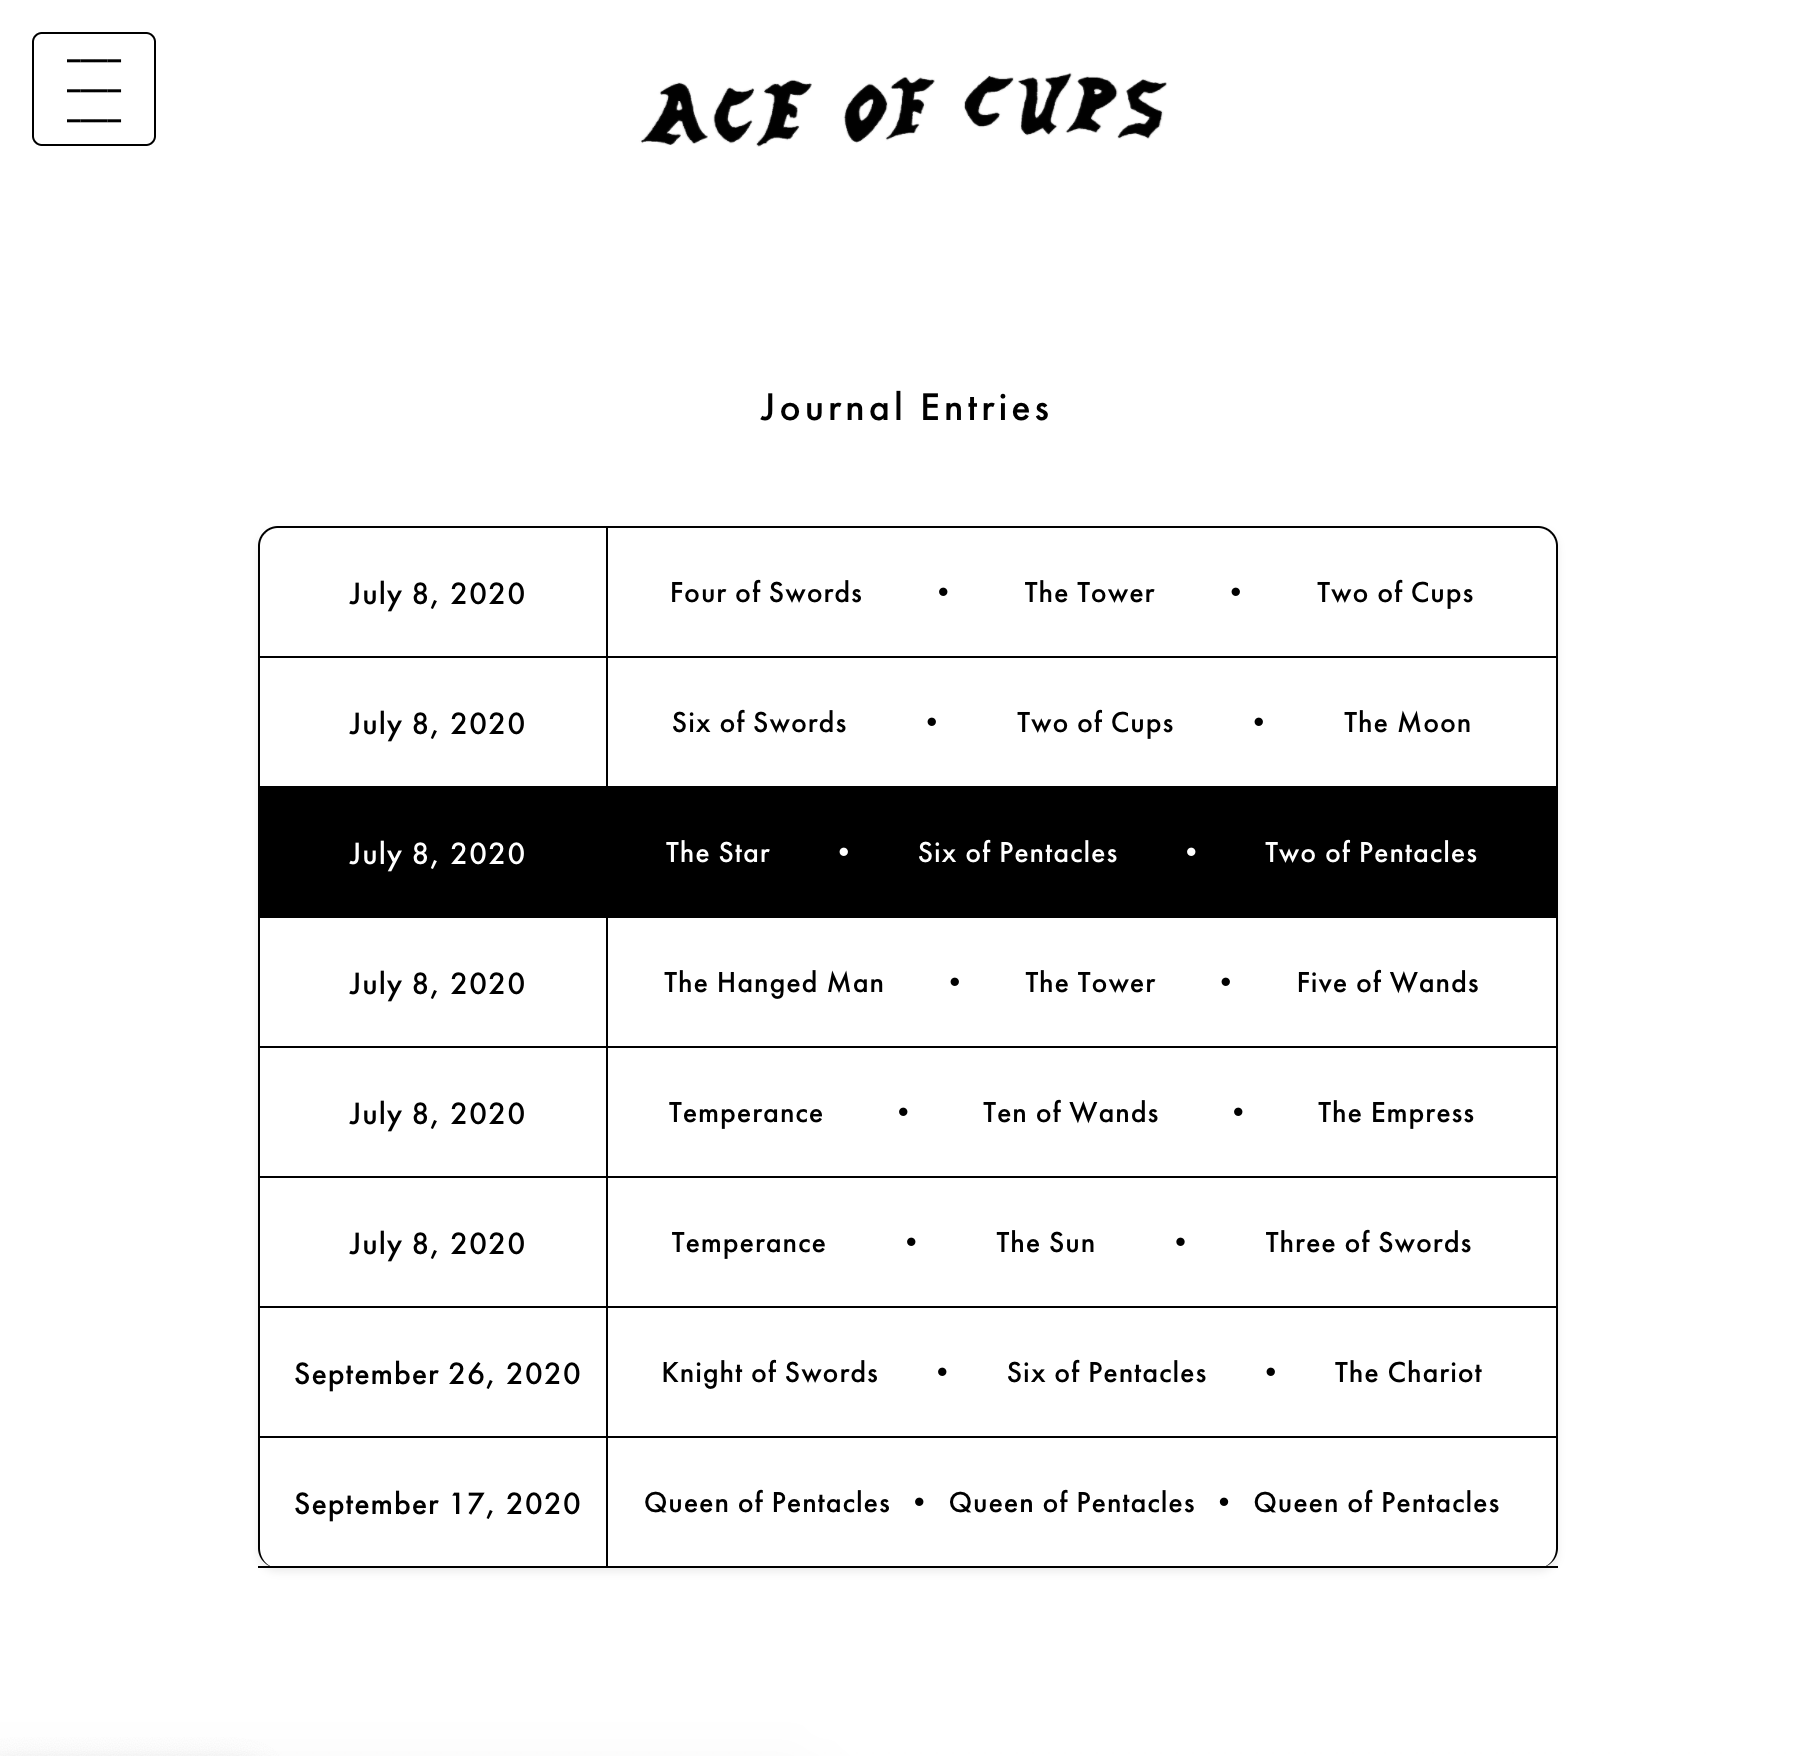 ACE OF CUPS
Journal Entries
July 8, 2020 Four of Swords • The Tower • Two of Cups
July 8, 2020 Six of Swords • Two of Cups • The Moon
July 8, 2020 The Star • Six of Pentacles • Two of Pentacles
July 8, 2020 The Hanged Man • The Tower • Five of Wands
July 8, 2020 Temperance • Ten of Wands • The Empress
July 8, 2020 Temperance • The Sun • Three of Swords
September 26, 2020 Knight of Swords • Six of Pentacles • The Chariot
September 17, 2020 Queen of Pentacles • Queen of Pentacles • Queen of Pentacles